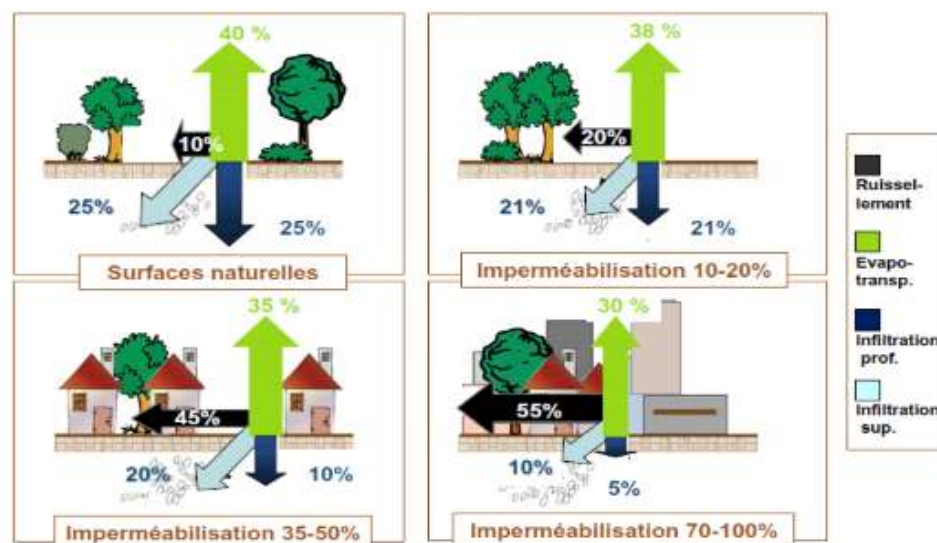 40 %
10%
25%
25%
Surfaces naturelles
38 %
20%
21%
21%
Imperméabilisation 10-20%
35 %
45%
20%
10%
Imperméabilisation 35-50%
30 %
55%
10%
5%
Imperméabilisation 70-100%
Ruissel-
lement
Evapo-
transp.
Infiltration
prof.
Infiltration
sup.